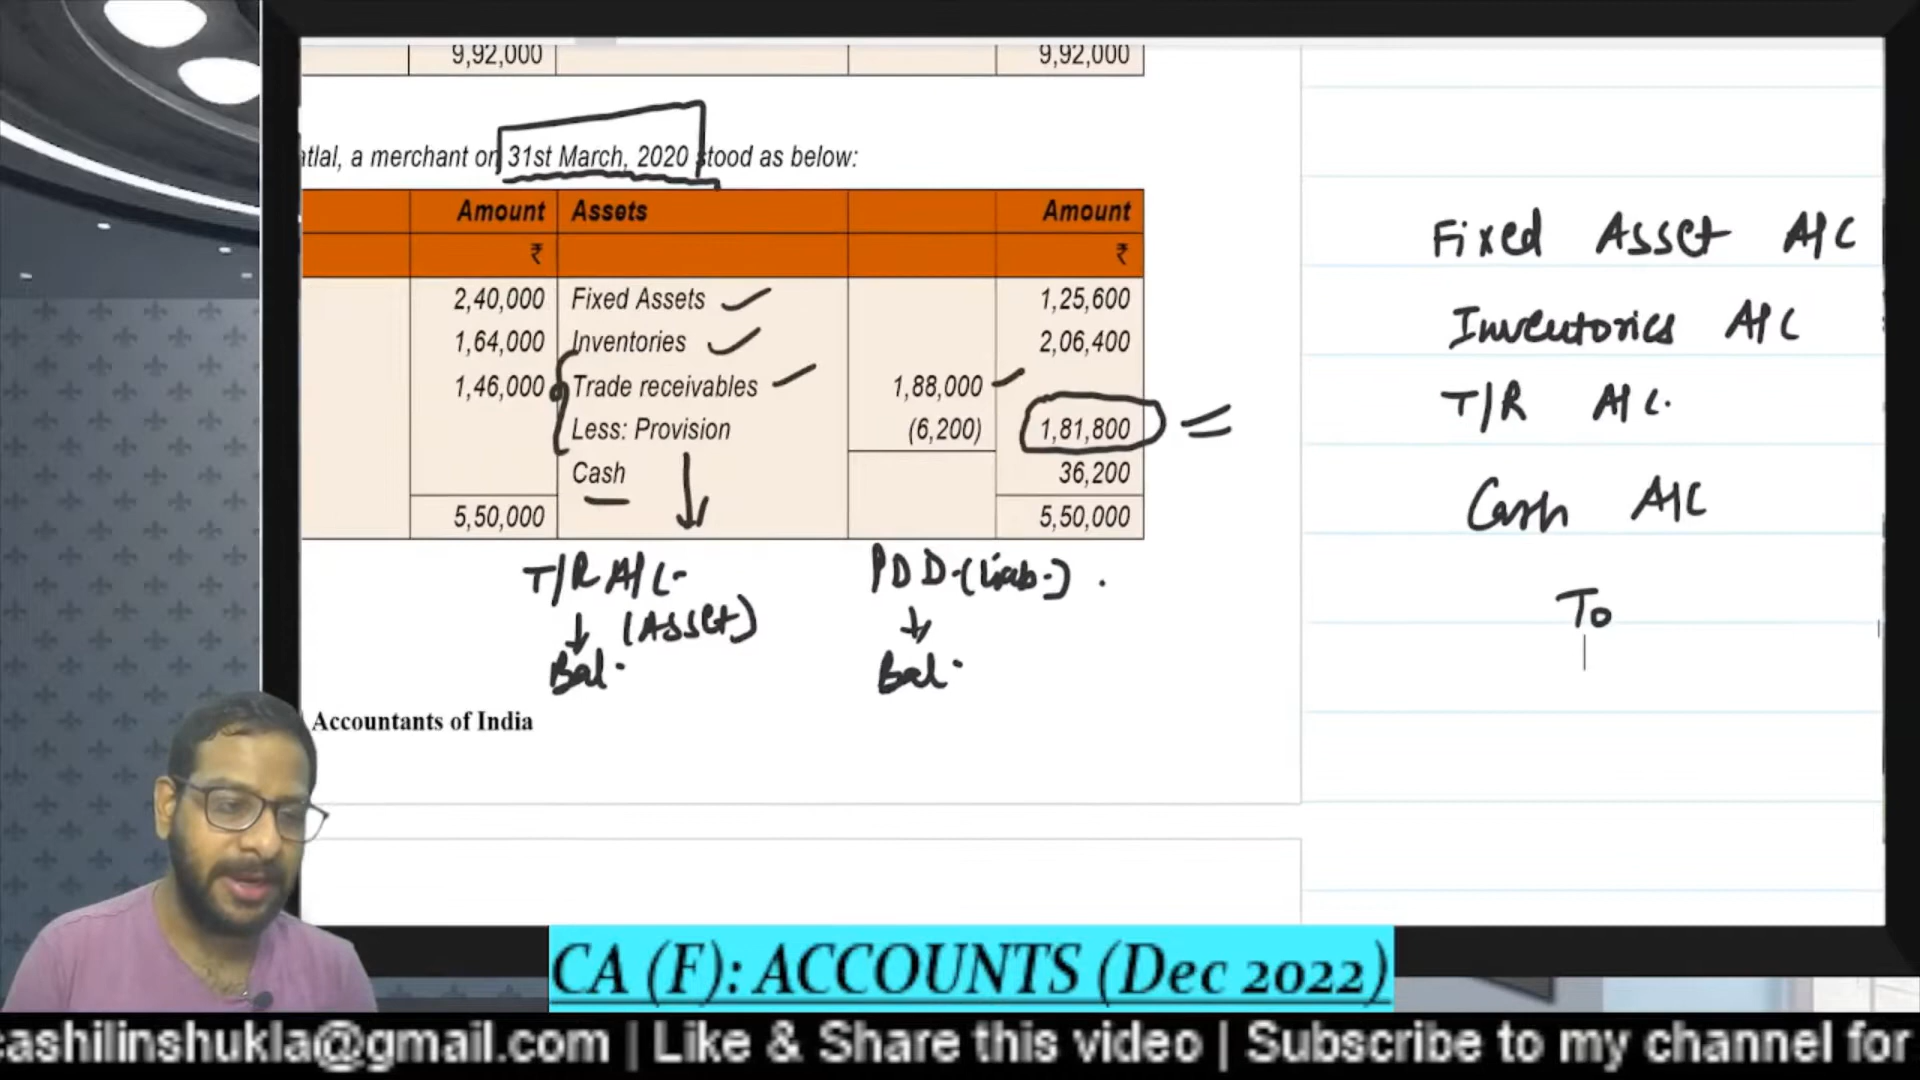 9,92,000 9,92,000
atlal, a merchant on 31st March, 2020 stood as below:
Amount Assets Amount
₹ ₹
2,40,000 Fixed Assets 1,25,600
1,64,000 Inventories 2,06,400
1,46,000 Trade receivables 1,88,000
Less: Provision (6,200) 1,81,800
Cash 36,200
5,50,000 5,50,000
T/R A/C
(Asset)
Bal.
PDD (Liab.)
Bal.
Accountants of India
Fixed Asset A/C
Inventories A/C
T/R A/C.
Cash A/C
To
CA (F): ACCOUNTS (Dec 2022)
cashilinshukla@gmail.com | Like & Share this video | Subscribe to my channel for